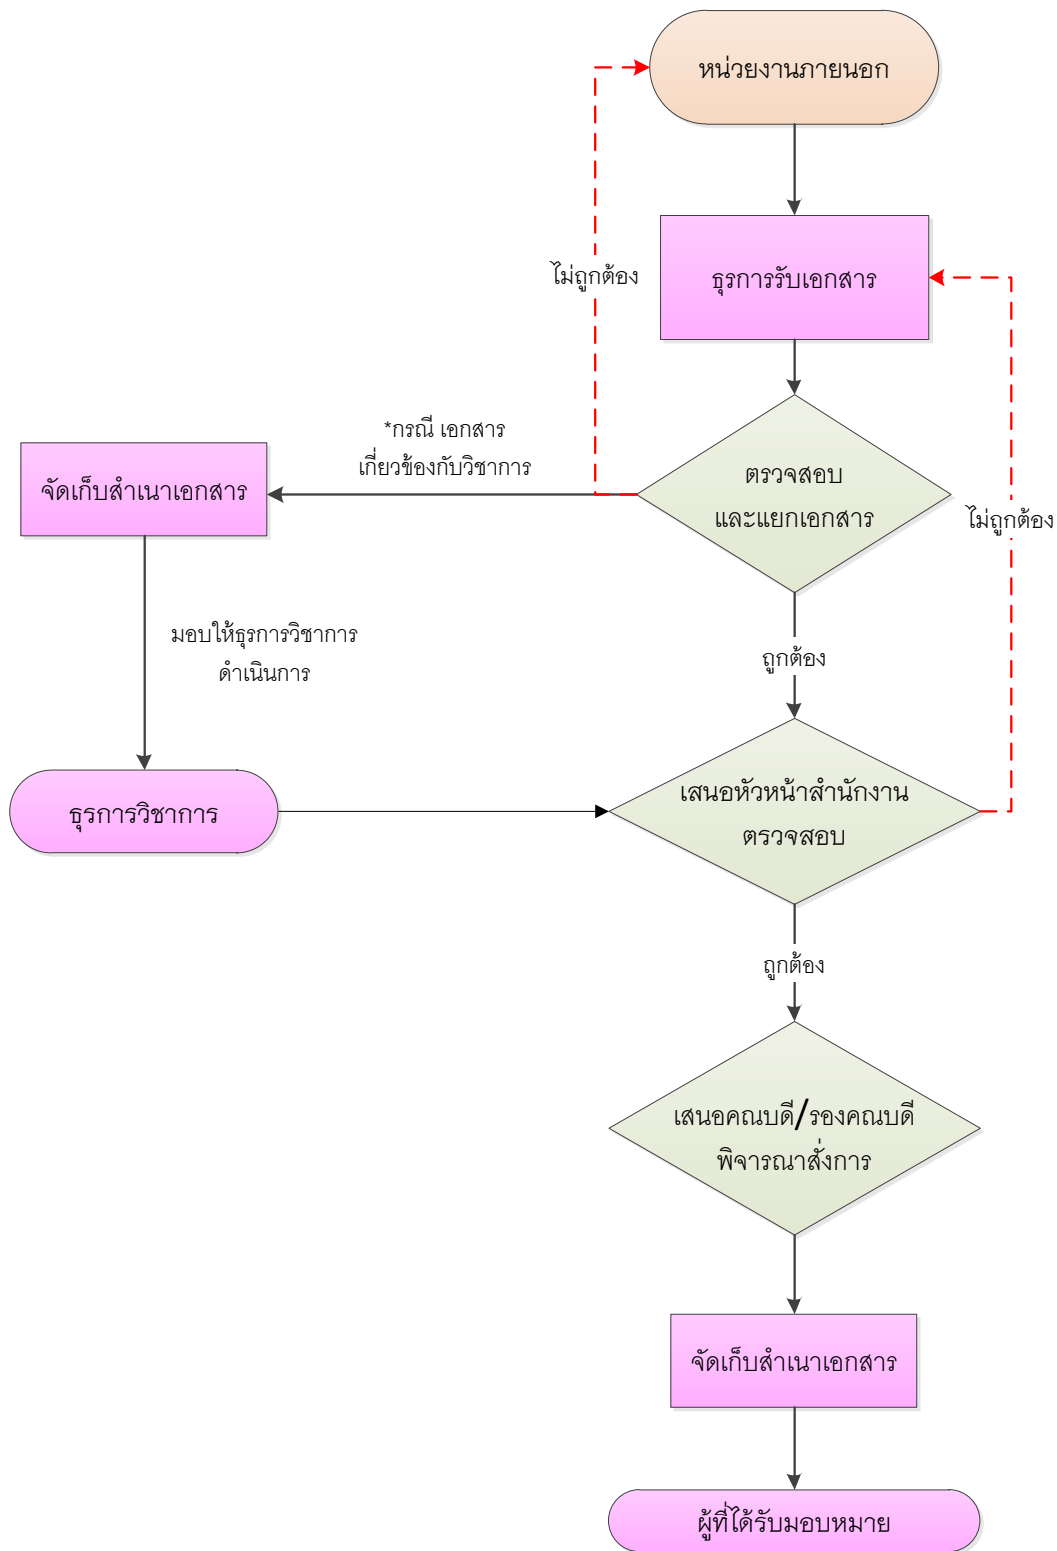 หน่วยงานภายนอก
ไม่ถูกต้อง
ธุรการรับเอกสาร
*กรณี เอกสาร
เกี่ยวข้องกับวิชาการ
จัดเก็บสำเนาเอกสาร
ตรวจสอบ
และแยกเอกสาร
ไม่ถูกต้อง
มอบให้ธุรการวิชาการ
ดำเนินการ
ถูกต้อง
ธุรการวิชาการ
เสนอหัวหน้าสำนักงาน
ตรวจสอบ
ถูกต้อง
เสนอคณบดี/รองคณบดี
พิจารณาสั่งการ
จัดเก็บสำเนาเอกสาร
ผู้ที่ได้รับมอบหมาย